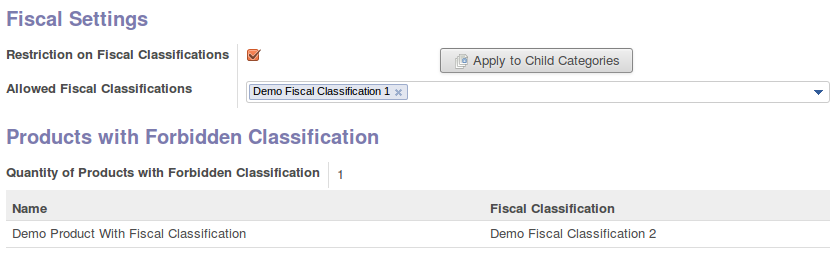 Fiscal Settings
Restriction on Fiscal Classifications
Apply to Child Categories
Allowed Fiscal Classifications
Demo Fiscal Classification 1
Products with Forbidden Classification
Quantity of Products with Forbidden Classification 1
Name Fiscal Classification
Demo Product With Fiscal Classification Demo Fiscal Classification 2